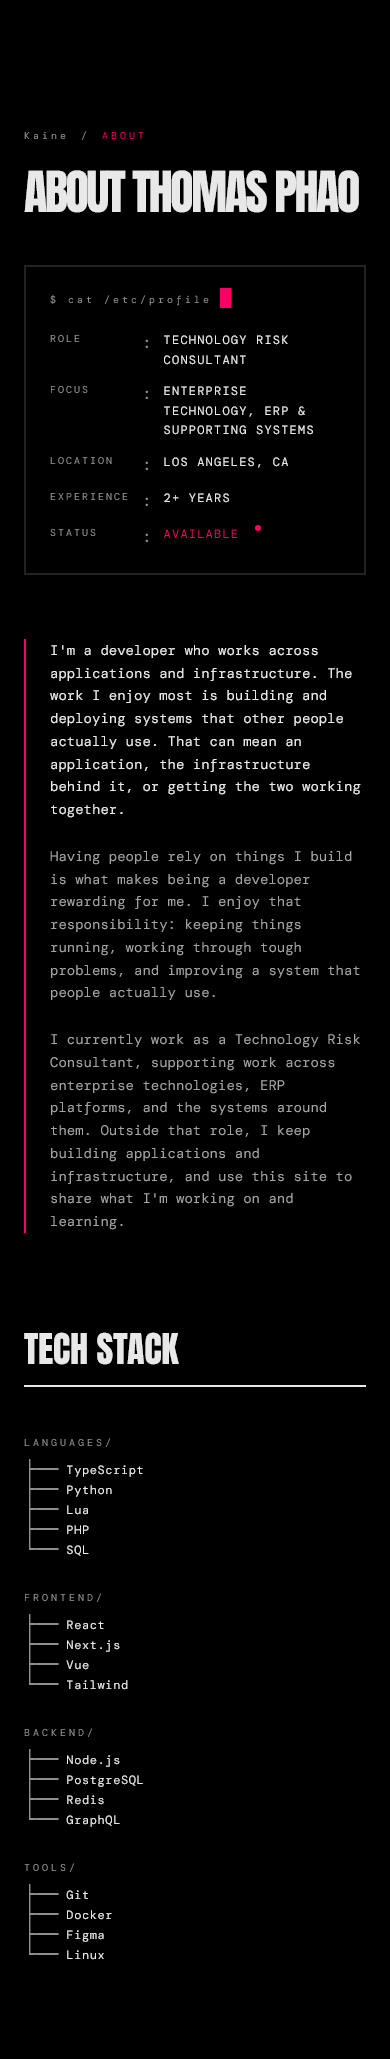 Kaine / ABOUT
ABOUT THOMAS PHAO
$ cat /etc/profile
ROLE : TECHNOLOGY RISK
CONSULTANT
FOCUS : ENTERPRISE
TECHNOLOGY, ERP &
SUPPORTING SYSTEMS
LOCATION : LOS ANGELES, CA
EXPERIENCE : 2+ YEARS
STATUS : AVAILABLE
I'm a developer who works across
applications and infrastructure. The
work I enjoy most is building and
deploying systems that other people
actually use. That can mean an
application, the infrastructure
behind it, or getting the two working
together.
Having people rely on things I build
is what makes being a developer
rewarding for me. I enjoy that
responsibility: keeping things
running, working through tough
problems, and improving a system that
people actually use.
I currently work as a Technology Risk
Consultant, supporting work across
enterprise technologies, ERP
platforms, and the systems around
them. Outside that role, I keep
building applications and
infrastructure, and use this site to
share what I'm working on and
learning.
TECH STACK
LANGUAGES/
├── TypeScript
├── Python
├── Lua
├── PHP
└── SQL
FRONTEND/
├── React
├── Next.js
├── Vue
└── Tailwind
BACKEND/
├── Node.js
├── PostgreSQL
├── Redis
└── GraphQL
TOOLS/
├── Git
├── Docker
├── Figma
└── Linux